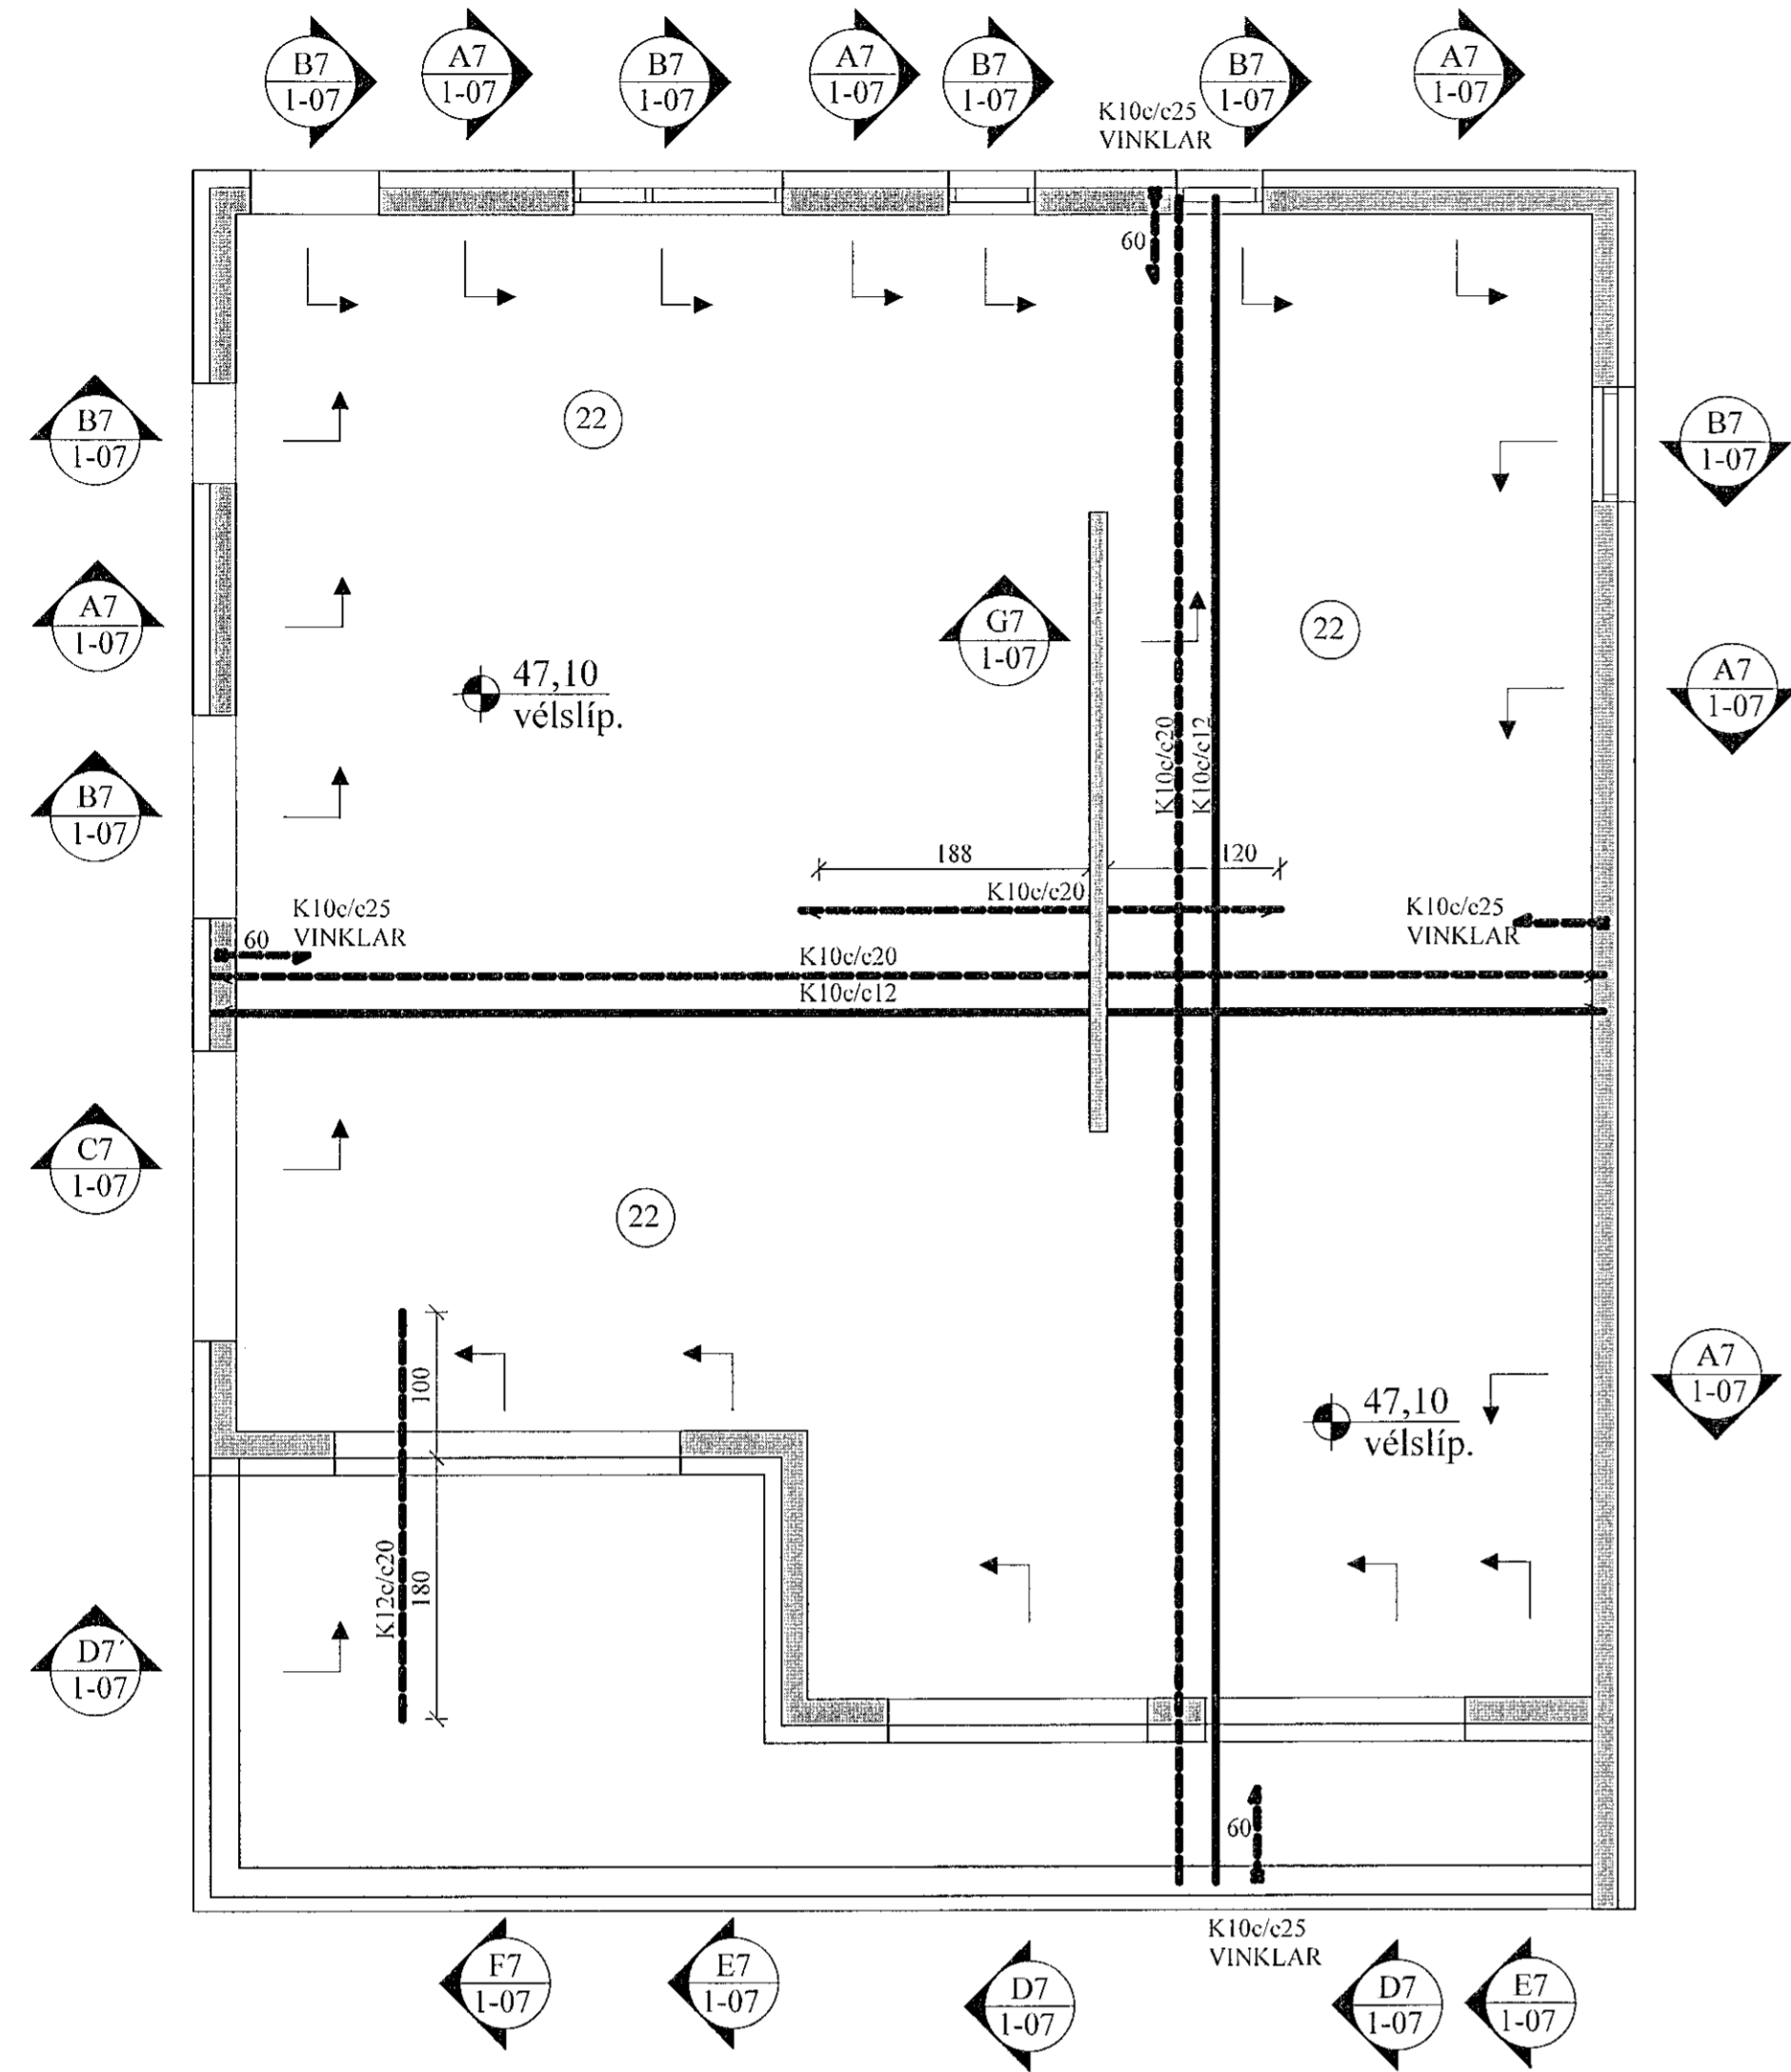 B7
1-07
A7
1-07
B7
1-07
A7
1-07
B7
1-07
B7
1-07
A7
1-07
K10c/c25
VINKLAR
60
B7
1-07
22
B7
1-07
A7
1-07
G7
1-07
22
47,10
vélslíp.
A7
1-07
K10c/c20
K10c/c12
B7
1-07
188
120
K10c/c20
K10c/c25
VINKLAR
60
K10c/c25
VINKLAR
K10c/c20
K10c/c12
C7
1-07
22
100
47,10
vélslíp.
A7
1-07
K12c/c20
180
D7
1-07
60
K10c/c25
VINKLAR
F7
1-07
E7
1-07
D7
1-07
D7
1-07
E7
1-07